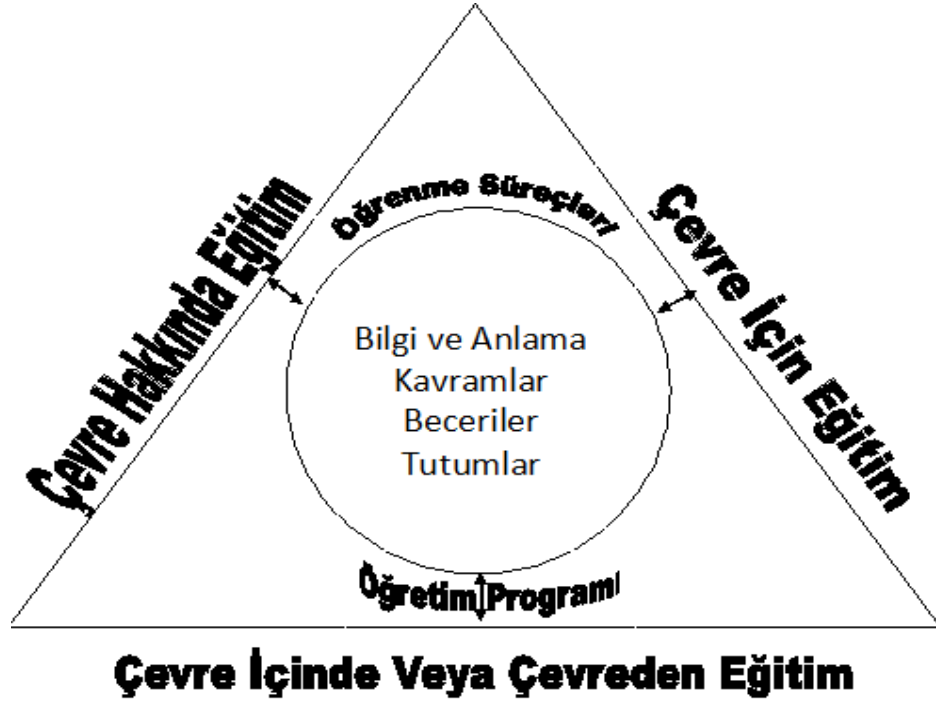 Çevre Hakkında Eğitim
Öğrenme Süreçleri
Çevre İçin Eğitim
Bilgi ve Anlama
Kavramlar
Beceriler
Tutumlar
Öğretim Programı
Çevre İçinde Veya Çevreden Eğitim